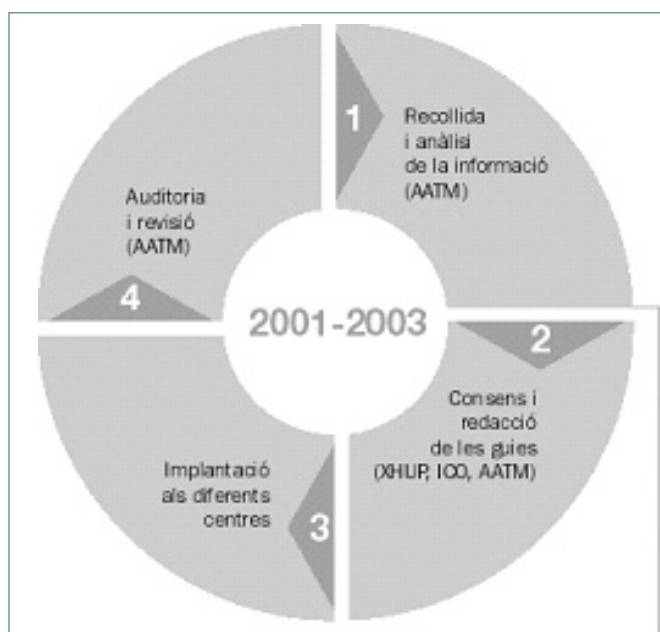 1
Recollida
i anàlisi
de la informació
(AATM)
2
Consens i
redacció
de les guies
(XHUP, ICO, AATM)
3
Implantació
als diferents
centres
4
Auditoria
i revisió
(AATM)
2001-2003